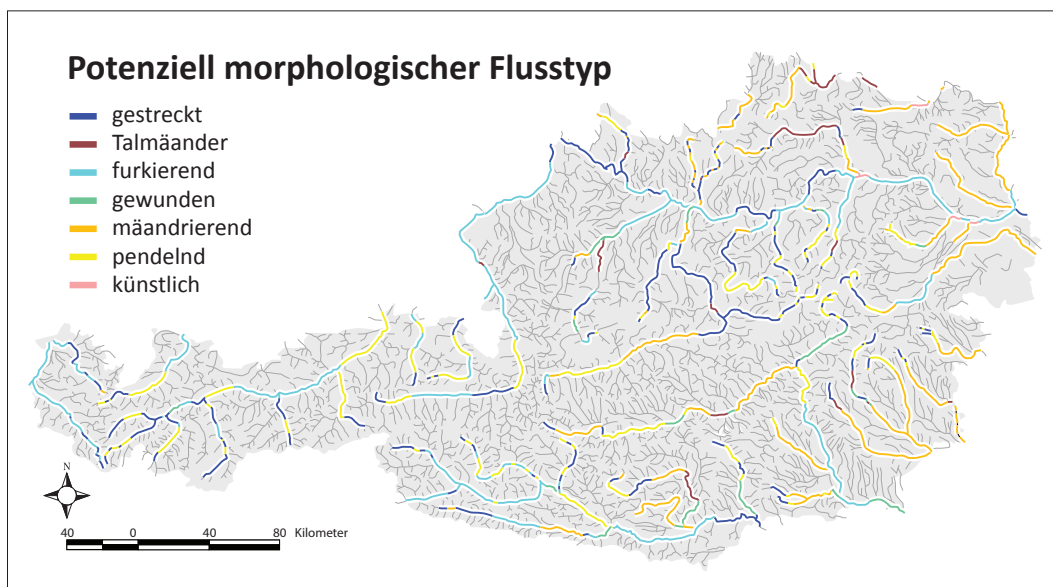 Potenziell morphologischer Flusstyp
gestreckt
Talmäander
furkierend
gewunden
mäandrierend
pendelnd
künstlich
N
40 0 40 80 Kilometer